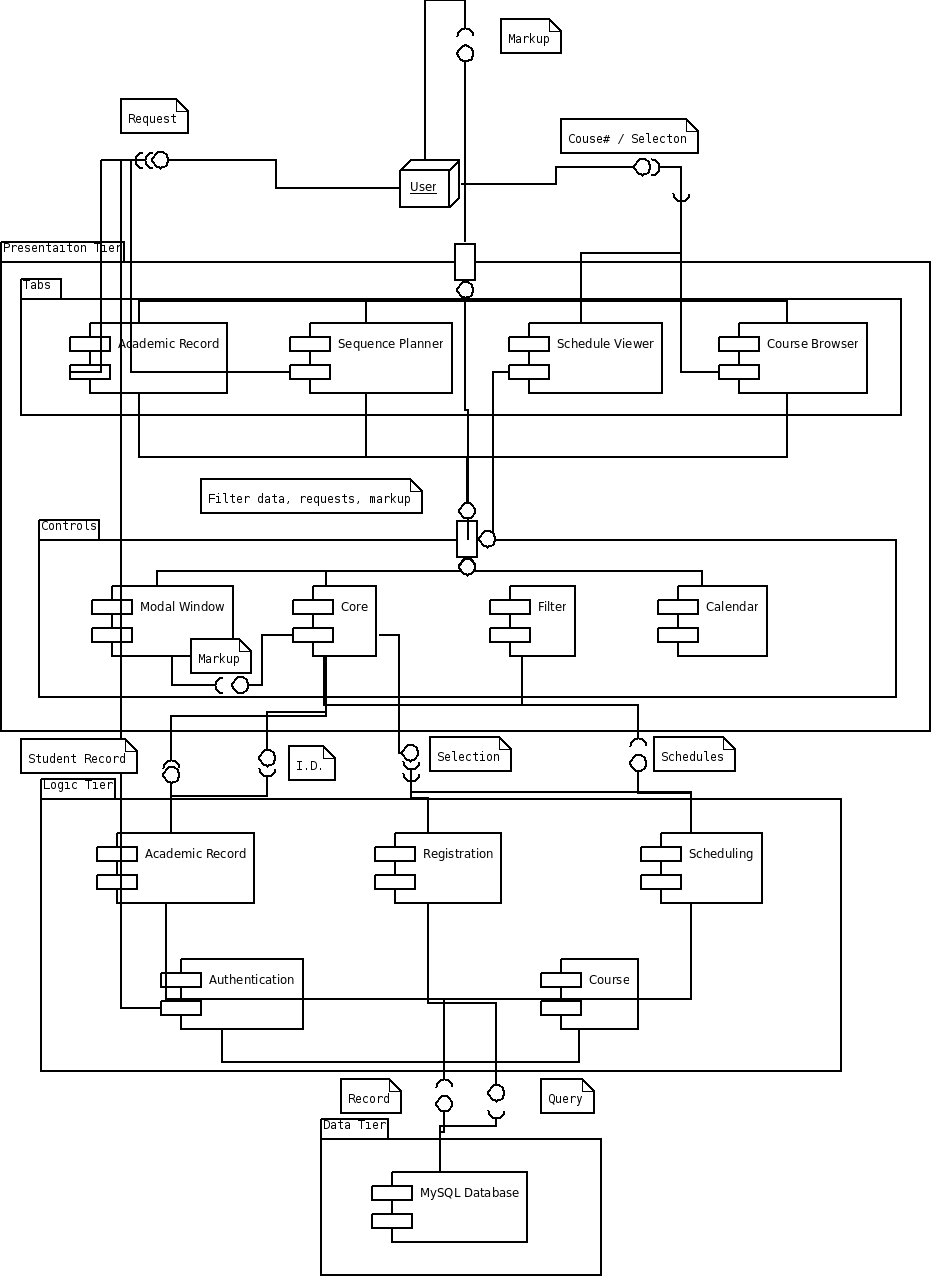 Markup
Request
Couse# / Selecton
User
Presentaiton Tier
Tabs
Academic Record
Sequence Planner
Schedule Viewer
Course Browser
Filter data, requests, markup
Controls
Modal Window
Core
Filter
Calendar
Markup
Student Record
I.D.
Selection
Schedules
Logic Tier
Academic Record
Registration
Scheduling
Authentication
Course
Record
Query
Data Tier
MySQL Database